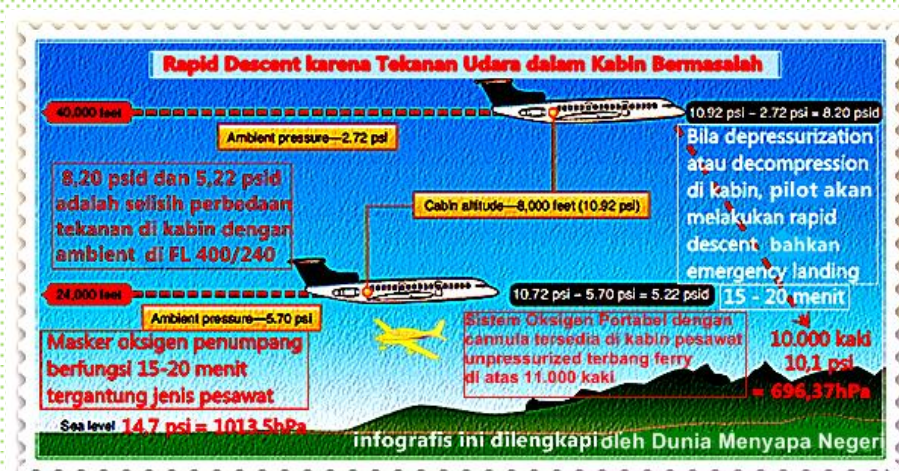 Rapid Descent karena Tekanan Udara dalam Kabin Bermasalah
40,000 feet
10.92 psi – 2.72 psi = 8.20 psid
Ambient pressure—2.72 psi
Bila depressurization
atau decompression
di kabin, pilot akan
melakukan rapid
descent bahkan
emergency landing
15 - 20 menit
8,20 psid dan 5,22 psid
adalah selisih perbedaan
tekanan di kabin dengan
ambient di FL 400/240
Cabin altitude—8,000 feet (10.92 psi)
24,000 feet
10.72 psi – 5.70 psi = 5.22 psid
Ambient pressure—5.70 psi
Masker oksigen penumpang
berfungsi 15-20 menit
tergantung jenis pesawat
Sistem Oksigen Portabel dengan
cannula tersedia di kabin pesawat
unpressurized terbang ferry
di atas 11.000 kaki
10.000 kaki
10,1 psi
= 696,37hPa
Sea level 14,7 psi = 1013,5hPa
infografis ini dilengkapi oleh Dunia Menyapa Negeri